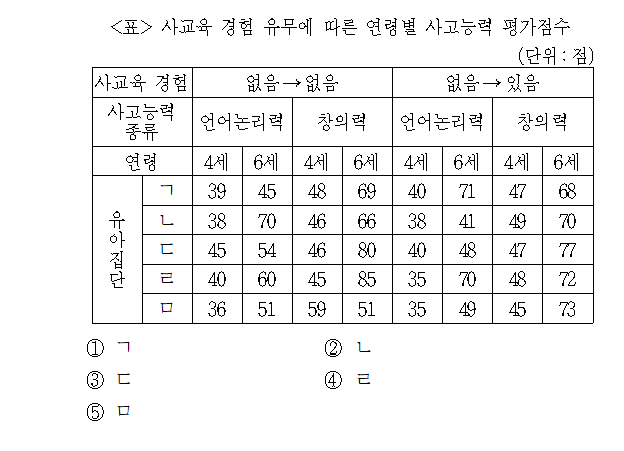 <표> 사교육 경험 유무에 따른 연령별 사고능력 평가점수
(단위 : 점)
사교육 경험 없음→없음 없음→있음
사고능력 종류 언어논리력 창의력 언어논리력 창의력
연령 4세 6세 4세 6세 4세 6세 4세 6세
유아집단
ㄱ 39 45 48 69 40 71 47 68
ㄴ 38 70 46 66 38 41 49 70
ㄷ 45 54 46 80 40 48 47 77
ㄹ 40 60 45 85 35 70 48 72
ㅁ 36 51 59 51 35 49 45 73
① ㄱ ② ㄴ
③ ㄷ ④ ㄹ
⑤ ㅁ